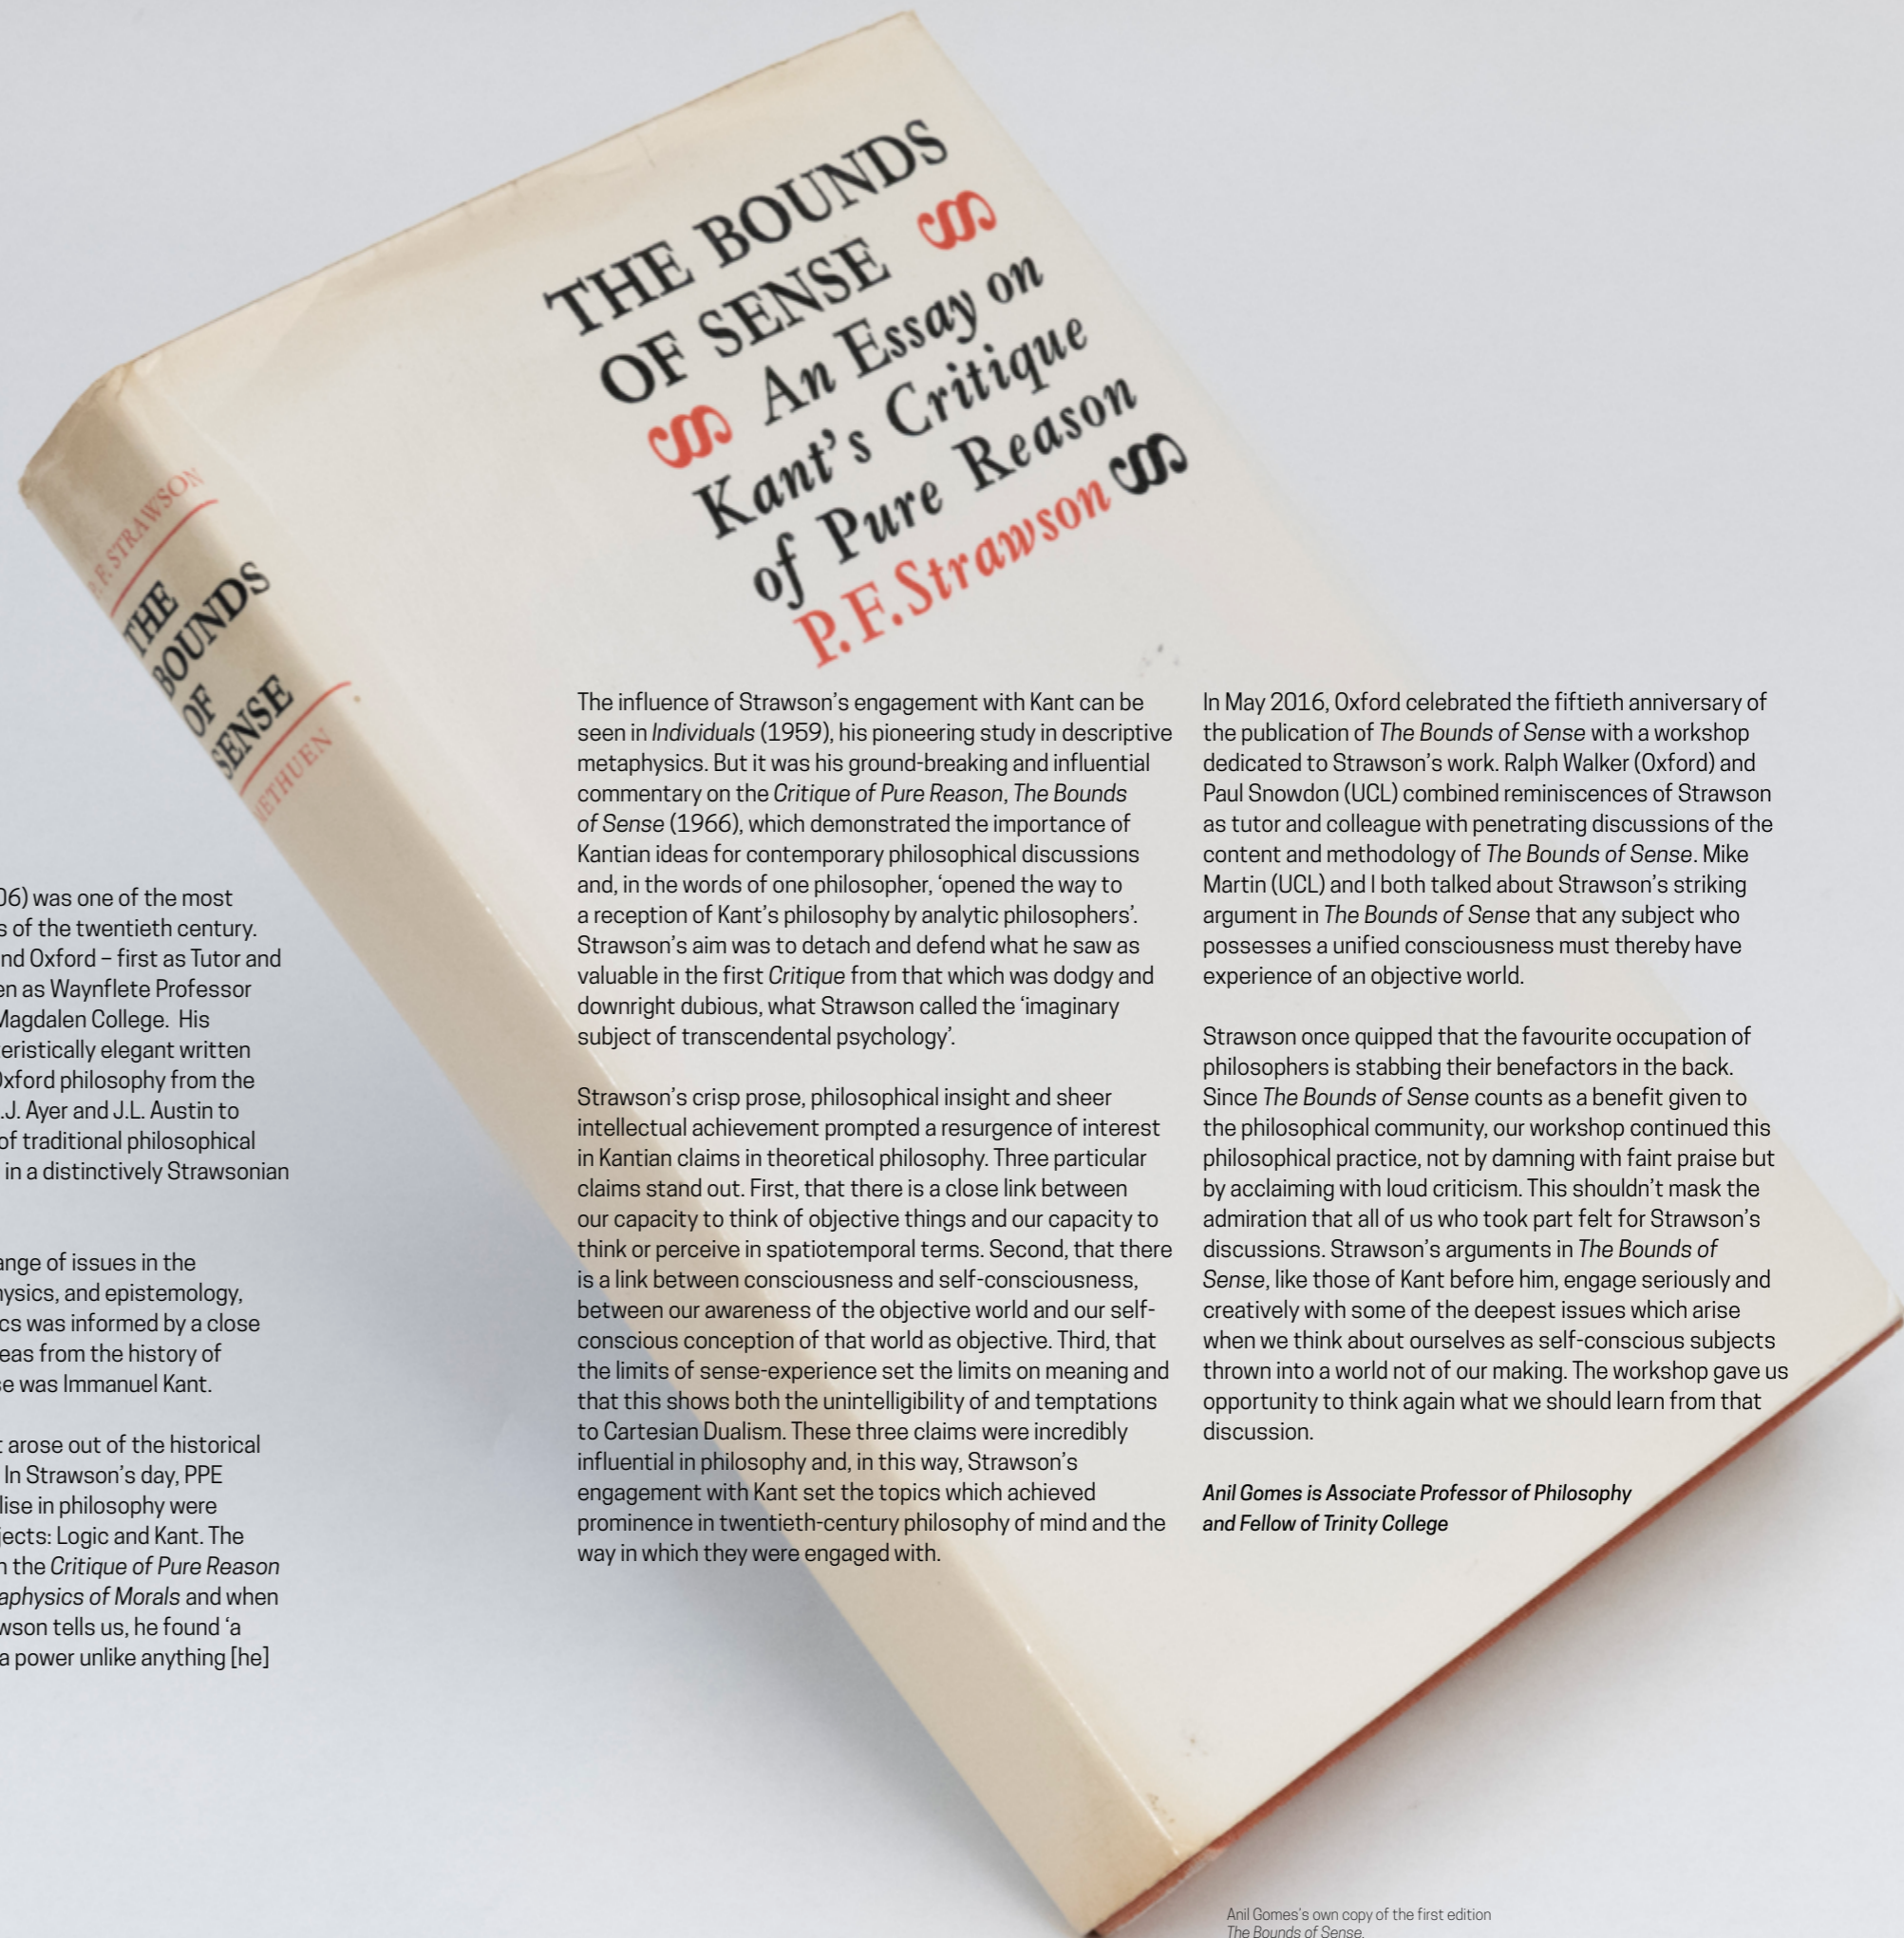 THE BOUNDS
OF SENSE §
§ An Essay on
Kant's Critique
of Pure Reason
P.F.Strawson §
P.F. STRAWSON
THE
BOUNDS
OF
SENSE
METHUEN
06) was one of the most
s of the twentieth century.
nd Oxford – first as Tutor and
en as Waynflete Professor
Magdalen College. His
teristically elegant written
Oxford philosophy from the
.J. Ayer and J.L. Austin to
of traditional philosophical
in a distinctively Strawsonian
ange of issues in the
hysics, and epistemology,
cs was informed by a close
eas from the history of
se was Immanuel Kant.
t arose out of the historical
In Strawson's day, PPE
lise in philosophy were
jects: Logic and Kant. The
n the Critique of Pure Reason
aphysics of Morals and when
wson tells us, he found ‘a
a power unlike anything [he]
The influence of Strawson's engagement with Kant can be
seen in Individuals (1959), his pioneering study in descriptive
metaphysics. But it was his ground-breaking and influential
commentary on the Critique of Pure Reason, The Bounds
of Sense (1966), which demonstrated the importance of
Kantian ideas for contemporary philosophical discussions
and, in the words of one philosopher, ‘opened the way to
a reception of Kant's philosophy by analytic philosophers’.
Strawson's aim was to detach and defend what he saw as
valuable in the first Critique from that which was dodgy and
downright dubious, what Strawson called the ‘imaginary
subject of transcendental psychology’.
Strawson's crisp prose, philosophical insight and sheer
intellectual achievement prompted a resurgence of interest
in Kantian claims in theoretical philosophy. Three particular
claims stand out. First, that there is a close link between
our capacity to think of objective things and our capacity to
think or perceive in spatiotemporal terms. Second, that there
is a link between consciousness and self-consciousness,
between our awareness of the objective world and our self-
conscious conception of that world as objective. Third, that
the limits of sense-experience set the limits on meaning and
that this shows both the unintelligibility of and temptations
to Cartesian Dualism. These three claims were incredibly
influential in philosophy and, in this way, Strawson's
engagement with Kant set the topics which achieved
prominence in twentieth-century philosophy of mind and the
way in which they were engaged with.
In May 2016, Oxford celebrated the fiftieth anniversary of
the publication of The Bounds of Sense with a workshop
dedicated to Strawson's work. Ralph Walker (Oxford) and
Paul Snowdon (UCL) combined reminiscences of Strawson
as tutor and colleague with penetrating discussions of the
content and methodology of The Bounds of Sense. Mike
Martin (UCL) and I both talked about Strawson's striking
argument in The Bounds of Sense that any subject who
possesses a unified consciousness must thereby have
experience of an objective world.
Strawson once quipped that the favourite occupation of
philosophers is stabbing their benefactors in the back.
Since The Bounds of Sense counts as a benefit given to
the philosophical community, our workshop continued this
philosophical practice, not by damning with faint praise but
by acclaiming with loud criticism. This shouldn't mask the
admiration that all of us who took part felt for Strawson's
discussions. Strawson's arguments in The Bounds of
Sense, like those of Kant before him, engage seriously and
creatively with some of the deepest issues which arise
when we think about ourselves as self-conscious subjects
thrown into a world not of our making. The workshop gave us
opportunity to think again what we should learn from that
discussion.
Anil Gomes is Associate Professor of Philosophy
and Fellow of Trinity College
Anil Gomes's own copy of the first edition
The Bounds of Sense.